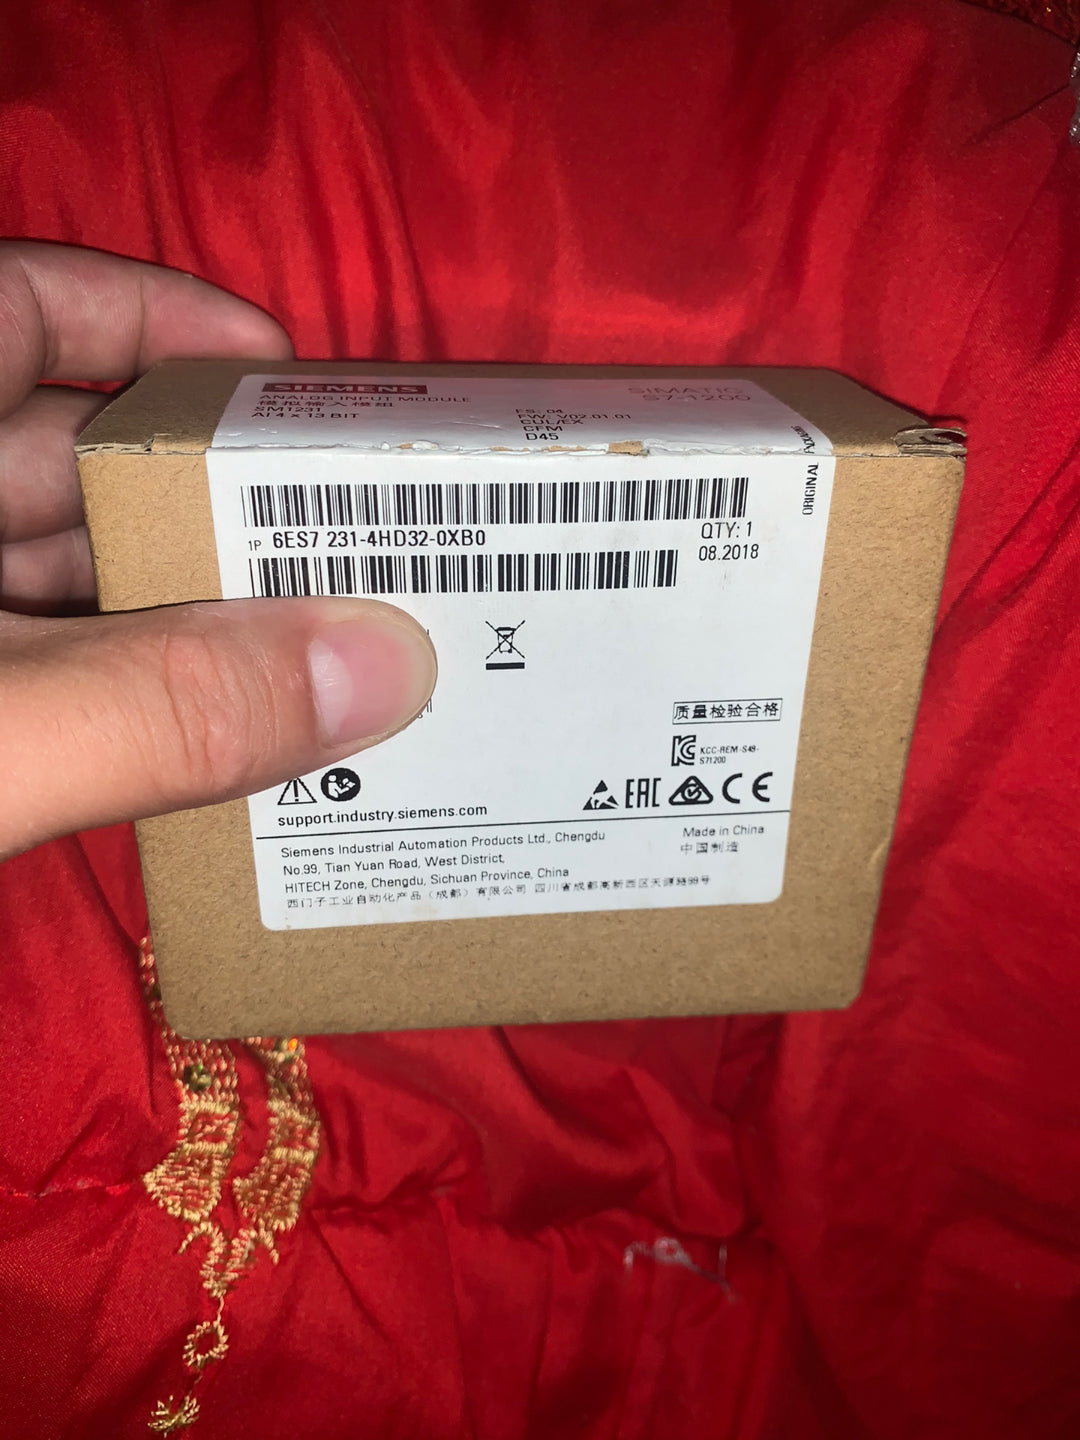 SIEMENS
ANALOG INPUT MODULE
模拟输入模组
SM1231
AI 4 x 13 BIT
SIMATIC
S7-1200
FS: 04
FW: V02.01.01
CUL/EX
CFM
D45
ORIGINAL
1P 6ES7 231-4HD32-0XB0
QTY: 1
08.2018
质量检验合格
KCC-REM-S49-
S71200
EAC
CE
support.industry.siemens.com
Siemens Industrial Automation Products Ltd., Chengdu
No.99, Tian Yuan Road, West District,
HITECH Zone, Chengdu, Sichuan Province, China
西门子工业自动化产品（成都）有限公司 四川省成都高新西区天源路99号
Made in China
中国制造